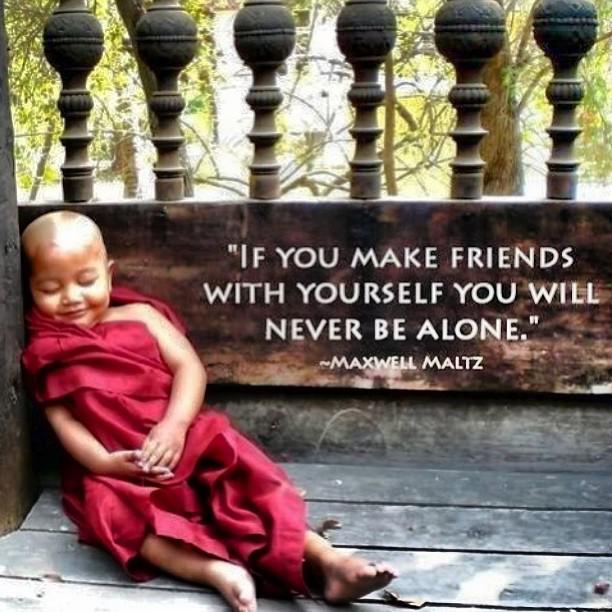 "IF YOU MAKE FRIENDS
WITH YOURSELF YOU WILL
NEVER BE ALONE."
~MAXWELL MALTZ